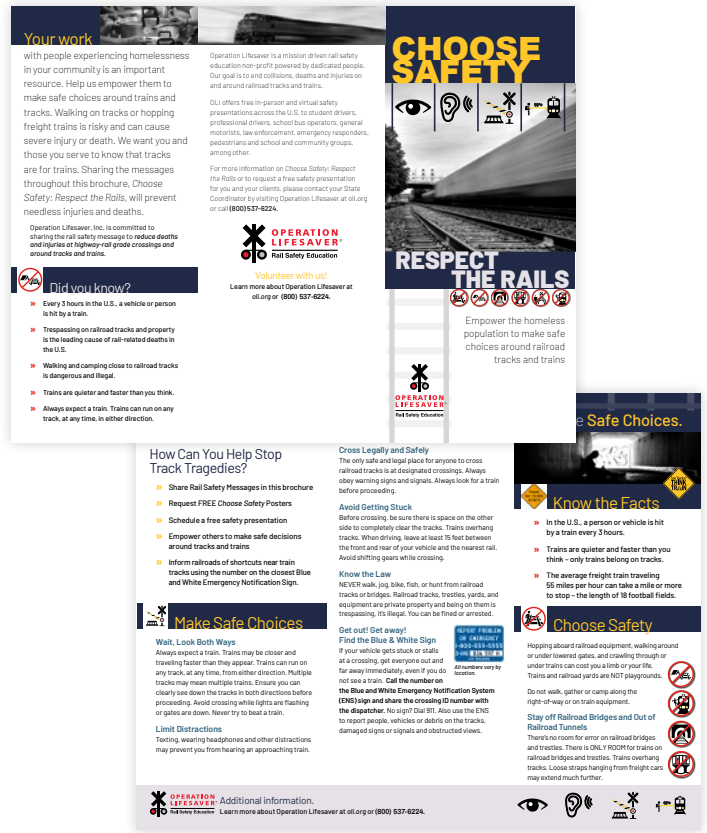 Your work
with people experiencing homelessness
in your community is an important
resource. Help us empower them to
make safe choices around trains and
tracks. Walking on tracks or hopping
freight trains is risky and can cause
severe injury or death. We want you and
those you serve to know that tracks
are for trains. Sharing the messages
throughout this brochure, Choose
Safety: Respect the Rails, will prevent
needless injuries and deaths.
Operation Lifesaver, Inc. is committed to
sharing the rail safety message to reduce deaths
and injuries at highway-rail grade crossings and
around tracks and trains.
Did you know?
» Every 3 hours in the U.S., a vehicle or person
is hit by a train.
» Trespassing on railroad tracks and property
is the leading cause of rail-related deaths in
the U.S.
» Walking and camping close to railroad tracks
is dangerous and illegal.
» Trains are quieter and faster than you think.
» Always expect a train. Trains can run on any
track, at any time, in either direction.
Operation Lifesaver is a mission driven rail safety
education non-profit powered by dedicated people.
Our goal is to end collisions, deaths and injuries on
and around railroad tracks and trains.
OLI offers free in-person and virtual safety
presentations across the U.S. to student drivers,
professional drivers, school bus operators, general
motorists, law enforcement, emergency responders,
pedestrians and school and community groups,
among other.
For more information on Choose Safety: Respect
the Rails or to request a free safety presentation
for you and your clients, please contact your State
Coordinator by visiting Operation Lifesaver at oli.org
or call (800) 537-6224.
OPERATION
LIFESAVER®
Rail Safety Education
Volunteer with us!
Learn more about Operation Lifesaver at
oli.org or (800) 537-6224.
CHOOSE
SAFETY
RESPECT
THE RAILS
Empower the homeless
population to make safe
choices around railroad
tracks and trains
OPERATION
LIFESAVER®
Rail Safety Education
How Can You Help Stop
Track Tragedies?
» Share Rail Safety Messages in this brochure
» Request FREE Choose Safety Posters
» Schedule a free safety presentation
» Empower others to make safe decisions
around tracks and trains
» Inform railroads of shortcuts near train
tracks using the number on the closest Blue
and White Emergency Notification Sign.
Make Safe Choices
Wait, Look Both Ways
Always expect a train. Trains may be closer and
traveling faster than they appear. Trains can run on
any track, at any time, from either direction. Multiple
tracks may mean multiple trains. Ensure you can
clearly see down the tracks in both directions before
proceeding. Avoid crossing while lights are flashing
or gates are down. Never try to beat a train.
Limit Distractions
Texting, wearing headphones and other distractions
may prevent you from hearing an approaching train.
Cross Legally and Safely
The only safe and legal place for anyone to cross
railroad tracks is at designated crossings. Always
obey warning signs and signals. Always look for a train
before proceeding.
Avoid Getting Stuck
Before crossing, be sure there is space on the other
side to completely clear the tracks. Trains overhang
tracks. When driving, leave at least 15 feet between
the front and rear of your vehicle and the nearest rail.
Avoid shifting gears while crossing.
Know the Law
NEVER walk, jog, bike, fish, or hunt from railroad
tracks or bridges. Railroad tracks, trestles, yards, and
equipment are private property and being on them is
trespassing, it's illegal. You can be fined or arrested.
Get out! Get away!
Find the Blue & White Sign
If your vehicle gets stuck or stalls
at a crossing, get everyone out and
far away immediately, even if you do
not see a train. Call the number on
the Blue and White Emergency Notification System
(ENS) sign and share the crossing ID number with
the dispatcher. No sign? Dial 911. Also use the ENS
to report people, vehicles or debris on the tracks,
damaged signs or signals and obstructed views.
REPORT PROBLEM
OR EMERGENCY
1-800-555-5555
All numbers vary by
location.
e Safe Choices.
THINK
TRAIN
Know the Facts
» In the U.S., a person or vehicle is hit
by a train every 3 hours.
» Trains are quieter and faster than you
think – only trains belong on tracks.
» The average freight train traveling
55 miles per hour can take a mile or more
to stop – the length of 18 football fields.
Choose Safety
Hopping aboard railroad equipment, walking around
or under lowered gates, and crawling through or
under trains can cost you a limb or your life.
Trains and railroad yards are NOT playgrounds.
Do not walk, gather or camp along the
right-of-way or on train equipment.
Stay off Railroad Bridges and Out of
Railroad Tunnels
There's no room for error on railroad bridges
and trestles. There is ONLY ROOM for trains on
railroad bridges and trestles. Trains overhang
tracks. Loose straps hanging from freight cars
may extend much further.
OPERATION
LIFESAVER®
Rail Safety Education
Additional information.
Learn more about Operation Lifesaver at oli.org or (800) 537-6224.